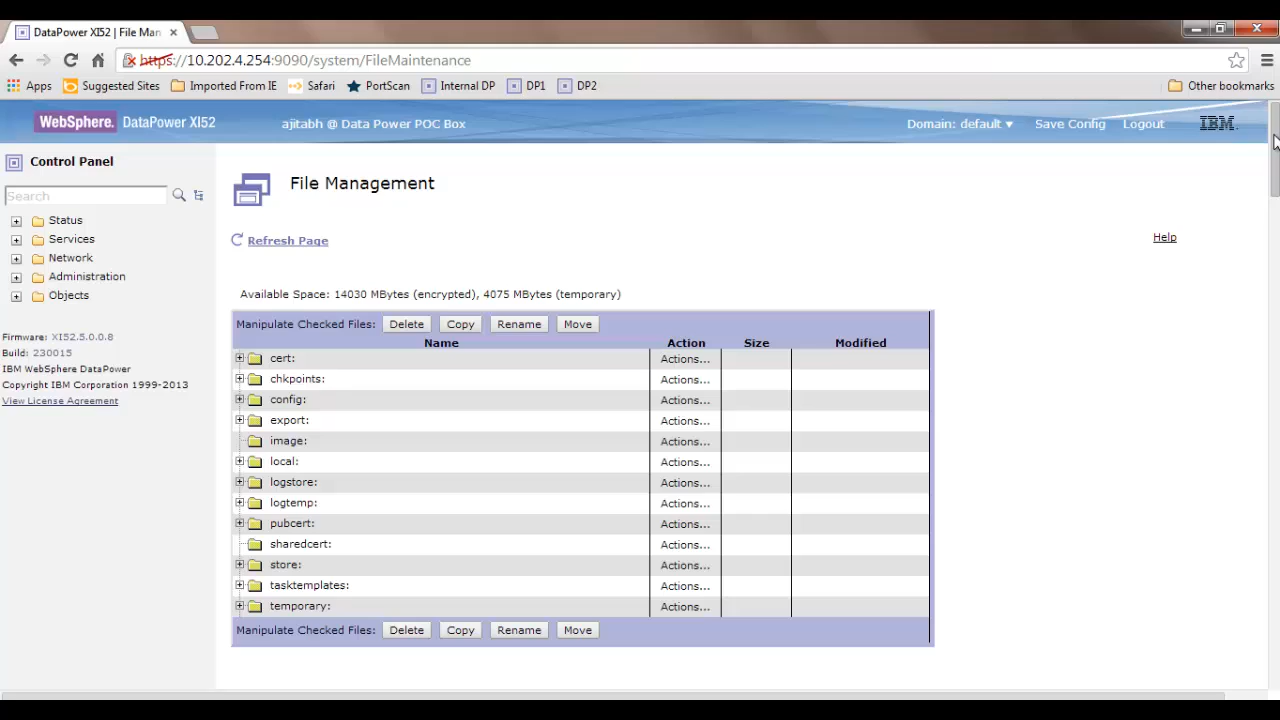 DataPower XI52 | File Man
https://10.202.4.254:9090/system/FileMaintenance
Apps Suggested Sites Imported From IE Safari PortScan Internal DP DP1 DP2 Other bookmarks
WebSphere. DataPower XI52 ajitabh @ Data Power POC Box Domain: default ▾ Save Config Logout IBM.
Control Panel
Search
Status
Services
Network
Administration
Objects
Firmware: XI52.5.0.0.8
Build: 230015
IBM WebSphere DataPower
Copyright IBM Corporation 1999-2013
View License Agreement
File Management
Refresh Page
Help
Available Space: 14030 MBytes (encrypted), 4075 MBytes (temporary)
Manipulate Checked Files: Delete Copy Rename Move
Name Action Size Modified
cert: Actions...
chkpoints: Actions...
config: Actions...
export: Actions...
image: Actions...
local: Actions...
logstore: Actions...
logtemp: Actions...
pubcert: Actions...
sharedcert: Actions...
store: Actions...
tasktemplates: Actions...
temporary: Actions...
Manipulate Checked Files: Delete Copy Rename Move